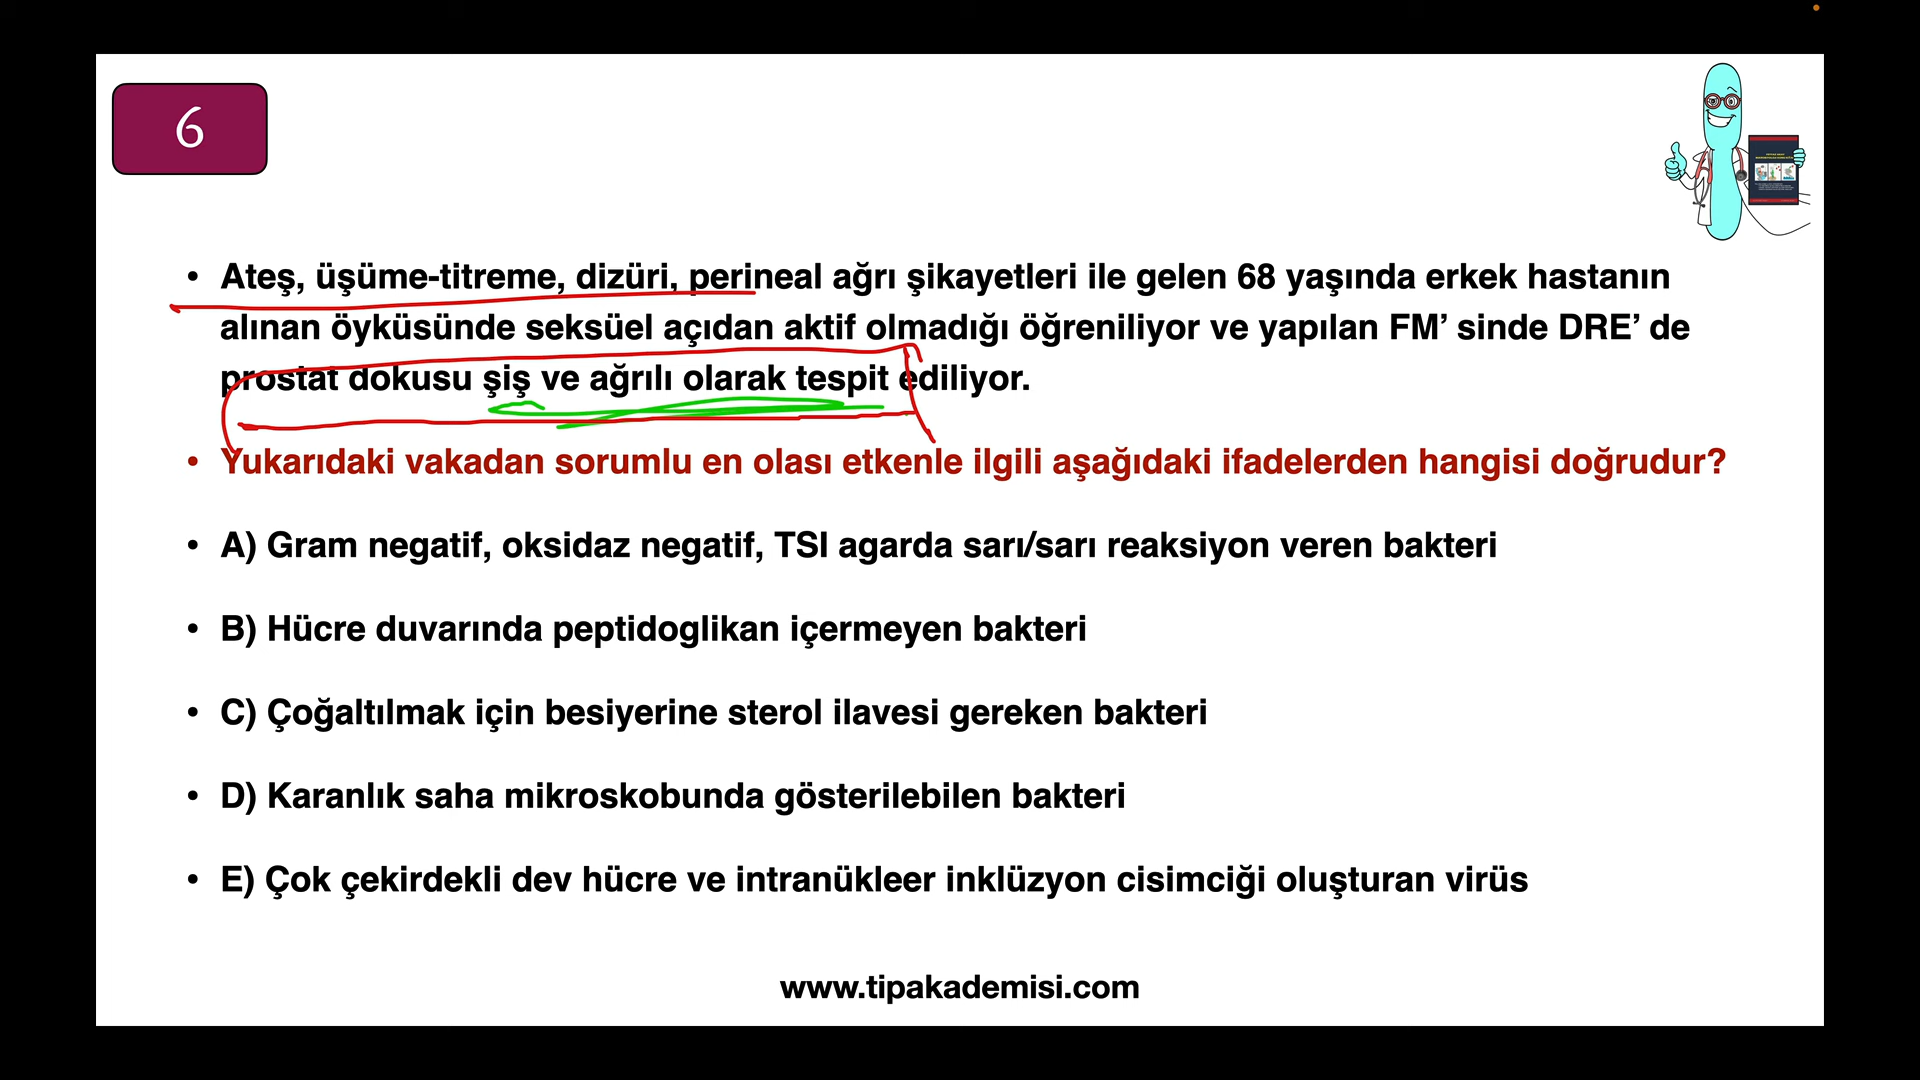 6
• Ateş, üşüme-titreme, dizüri, perineal ağrı şikayetleri ile gelen 68 yaşında erkek hastanın
alınan öyküsünde seksüel açıdan aktif olmadığı öğreniliyor ve yapılan FM’ sinde DRE’ de
prostat dokusu şiş ve ağrılı olarak tespit ediliyor.
• Yukarıdaki vakadan sorumlu en olası etkenle ilgili aşağıdaki ifadelerden hangisi doğrudur?
• A) Gram negatif, oksidaz negatif, TSI agarda sarı/sarı reaksiyon veren bakteri
• B) Hücre duvarında peptidoglikan içermeyen bakteri
• C) Çoğaltılmak için besiyerine sterol ilavesi gereken bakteri
• D) Karanlık saha mikroskobunda gösterilebilen bakteri
• E) Çok çekirdekli dev hücre ve intranükleer inklüzyon cisimciği oluşturan virüs
www.tipakademisi.com